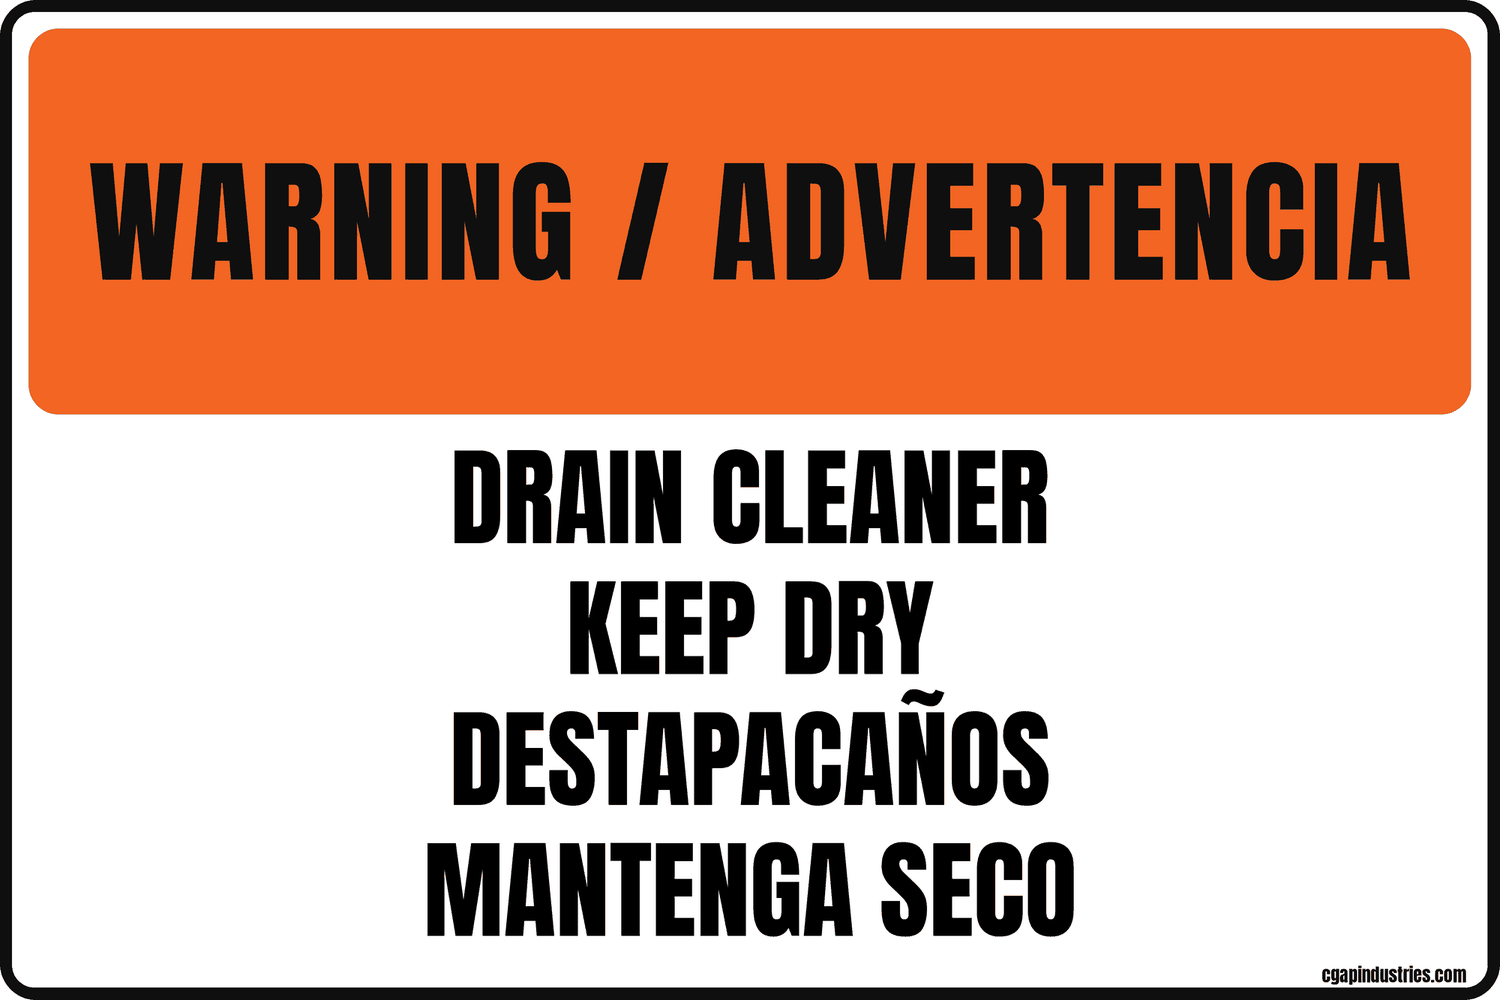 WARNING / ADVERTENCIA
DRAIN CLEANER
KEEP DRY
DESTAPACAÑOS
MANTENGA SECO
cgapindustries.com